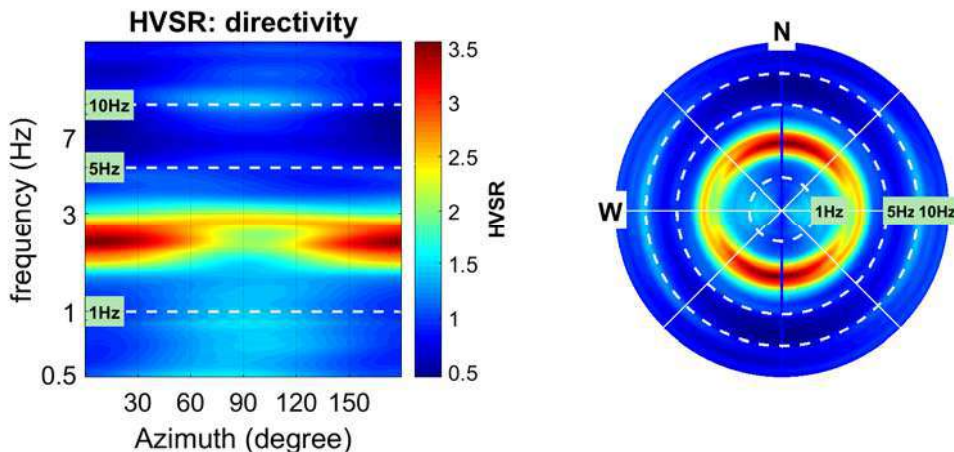 HVSR: directivity
frequency (Hz)
10Hz
7
5Hz
3
1
1Hz
0.5
30 60 90 120 150
Azimuth (degree)
3.5
3
2.5
2
1.5
1
0.5
HVSR
N
W
1Hz 5Hz 10Hz